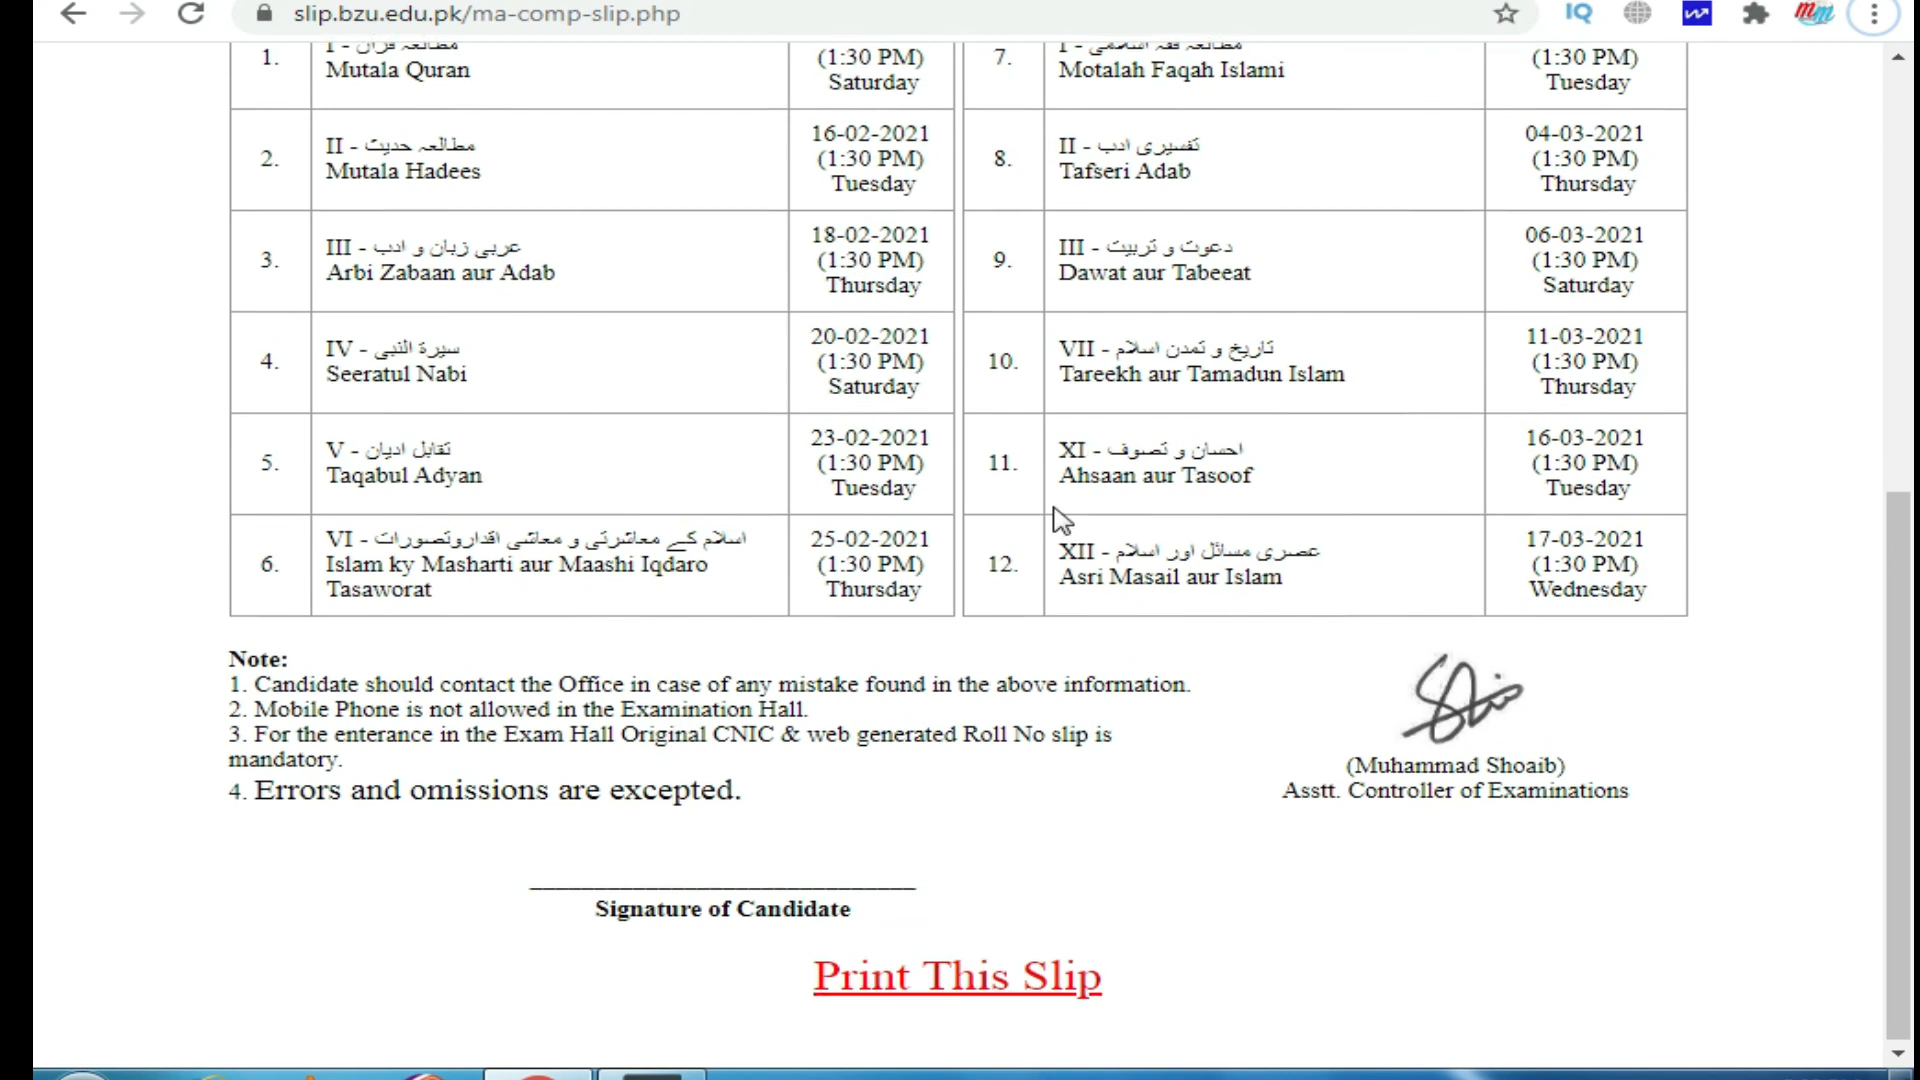 slip.bzu.edu.pk/ma-comp-slip.php
1.
I - مطالعہ قرآن
Mutala Quran
(1:30 PM)
Saturday
7.
I - مطالعہ فقہ اسلامی
Motalah Faqah Islami
(1:30 PM)
Tuesday
2.
II - مطالعہ حدیث
Mutala Hadees
16-02-2021
(1:30 PM)
Tuesday
8.
II - تفسیری ادب
Tafseri Adab
04-03-2021
(1:30 PM)
Thursday
3.
III - عربی زبان و ادب
Arbi Zabaan aur Adab
18-02-2021
(1:30 PM)
Thursday
9.
III - دعوت و تربیت
Dawat aur Tabeeat
06-03-2021
(1:30 PM)
Saturday
4.
IV - سیرۃ النبی
Seeratul Nabi
20-02-2021
(1:30 PM)
Saturday
10.
VII - تاریخ و تمدن اسلام
Tareekh aur Tamadun Islam
11-03-2021
(1:30 PM)
Thursday
5.
V - تقابل ادیان
Taqabul Adyan
23-02-2021
(1:30 PM)
Tuesday
11.
XI - احسان و تصوف
Ahsaan aur Tasoof
16-03-2021
(1:30 PM)
Tuesday
6.
VI - اسلام کے معاشرتی و معاشی اقداروتصورات
Islam ky Masharti aur Maashi Iqdaro
Tasaworat
25-02-2021
(1:30 PM)
Thursday
12.
XII - عصری مسائل اور اسلام
Asri Masail aur Islam
17-03-2021
(1:30 PM)
Wednesday
Note:
1. Candidate should contact the Office in case of any mistake found in the above information.
2. Mobile Phone is not allowed in the Examination Hall.
3. For the enterance in the Exam Hall Original CNIC & web generated Roll No slip is
mandatory.
4. Errors and omissions are excepted.
(Muhammad Shoaib)
Asstt. Controller of Examinations
Signature of Candidate
Print This Slip